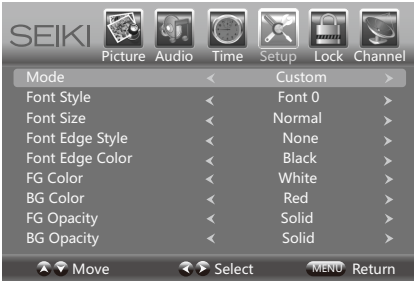 SEIKI
Picture Audio Time Setup Lock Channel
Mode Custom
Font Style Font 0
Font Size Normal
Font Edge Style None
Font Edge Color Black
FG Color White
BG Color Red
FG Opacity Solid
BG Opacity Solid
Move Select MENU Return